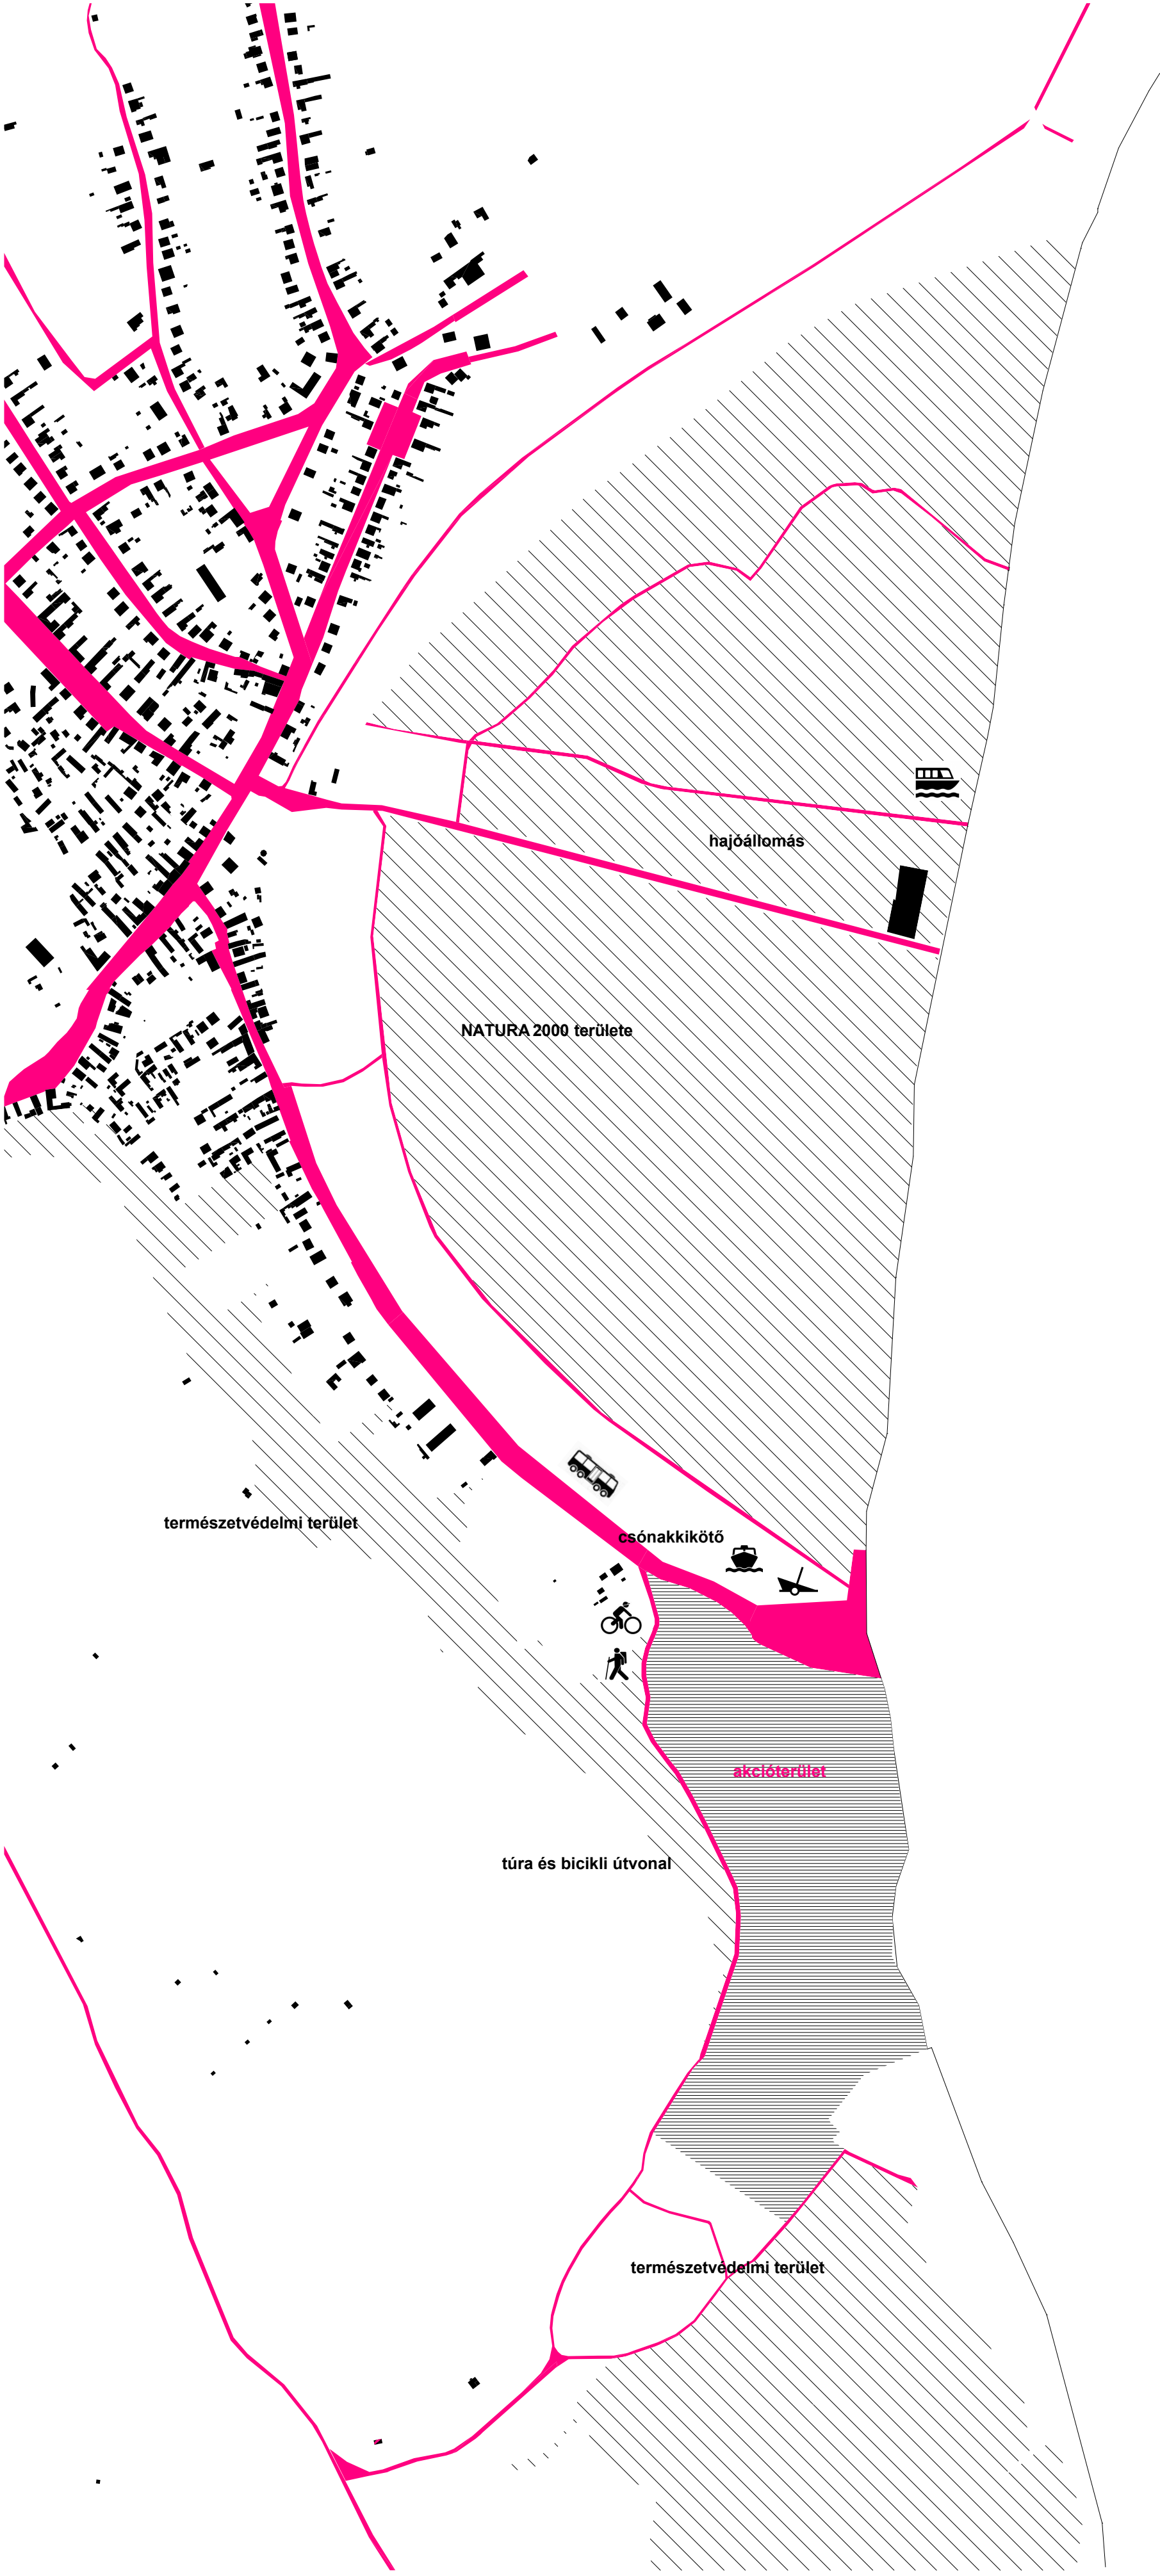 hajóállomás
NATURA 2000 területe
természetvédelmi terület
csónakkikötő
akcióterület
túra és bicikli útvonal
természetvédelmi terület